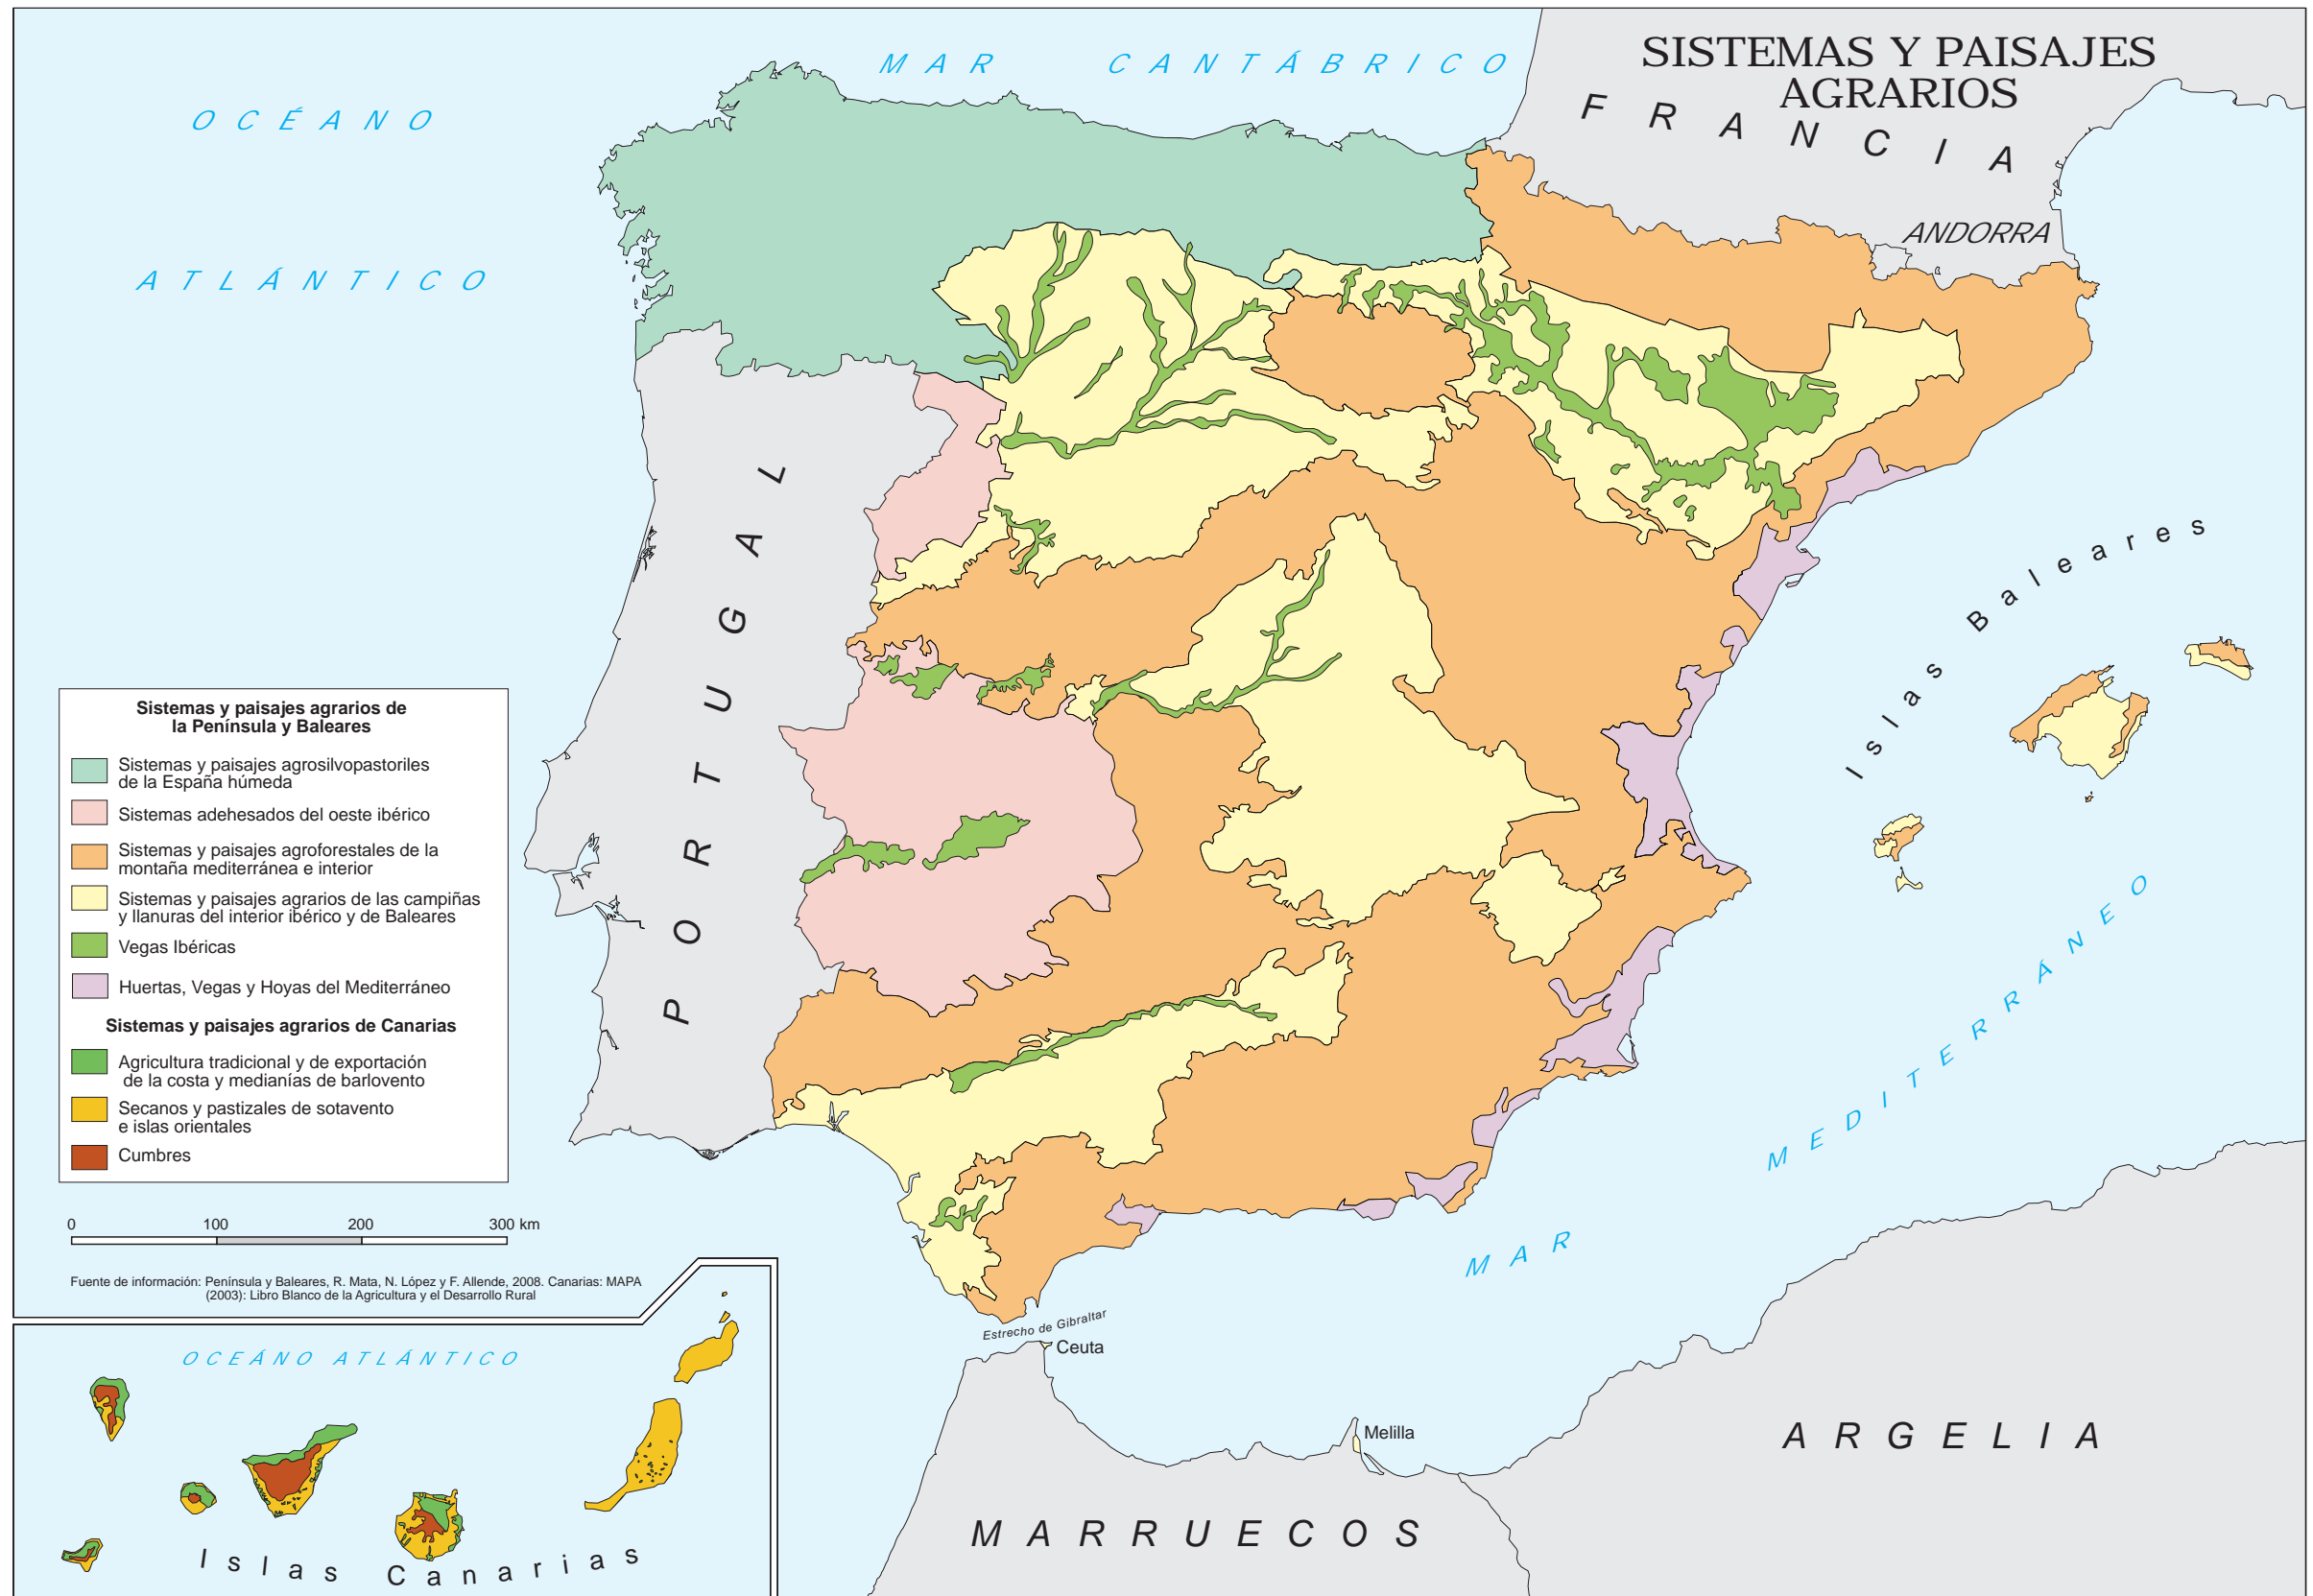 SISTEMAS Y PAISAJES
AGRARIOS
MAR CANTÁBRICO
OCÉANO
ATLÁNTICO
FRANCIA
ANDORRA
PORTUGAL
Islas Baleares
MAR MEDITERRÁNEO
Sistemas y paisajes agrarios de
la Península y Baleares
Sistemas y paisajes agrosilvopastoriles
de la España húmeda
Sistemas adehesados del oeste ibérico
Sistemas y paisajes agroforestales de la
montaña mediterránea e interior
Sistemas y paisajes agrarios de las campiñas
y llanuras del interior ibérico y de Baleares
Vegas Ibéricas
Huertas, Vegas y Hoyas del Mediterráneo
Sistemas y paisajes agrarios de Canarias
Agricultura tradicional y de exportación
de la costa y medianías de barlovento
Secanos y pastizales de sotavento
e islas orientales
Cumbres
0 100 200 300 km
Fuente de información: Península y Baleares, R. Mata, N. López y F. Allende, 2008. Canarias: MAPA
(2003): Libro Blanco de la Agricultura y el Desarrollo Rural
Estrecho de Gibraltar
Ceuta
Melilla
MARRUECOS
ARGELIA
OCEÁNO ATLÁNTICO
Islas Canarias